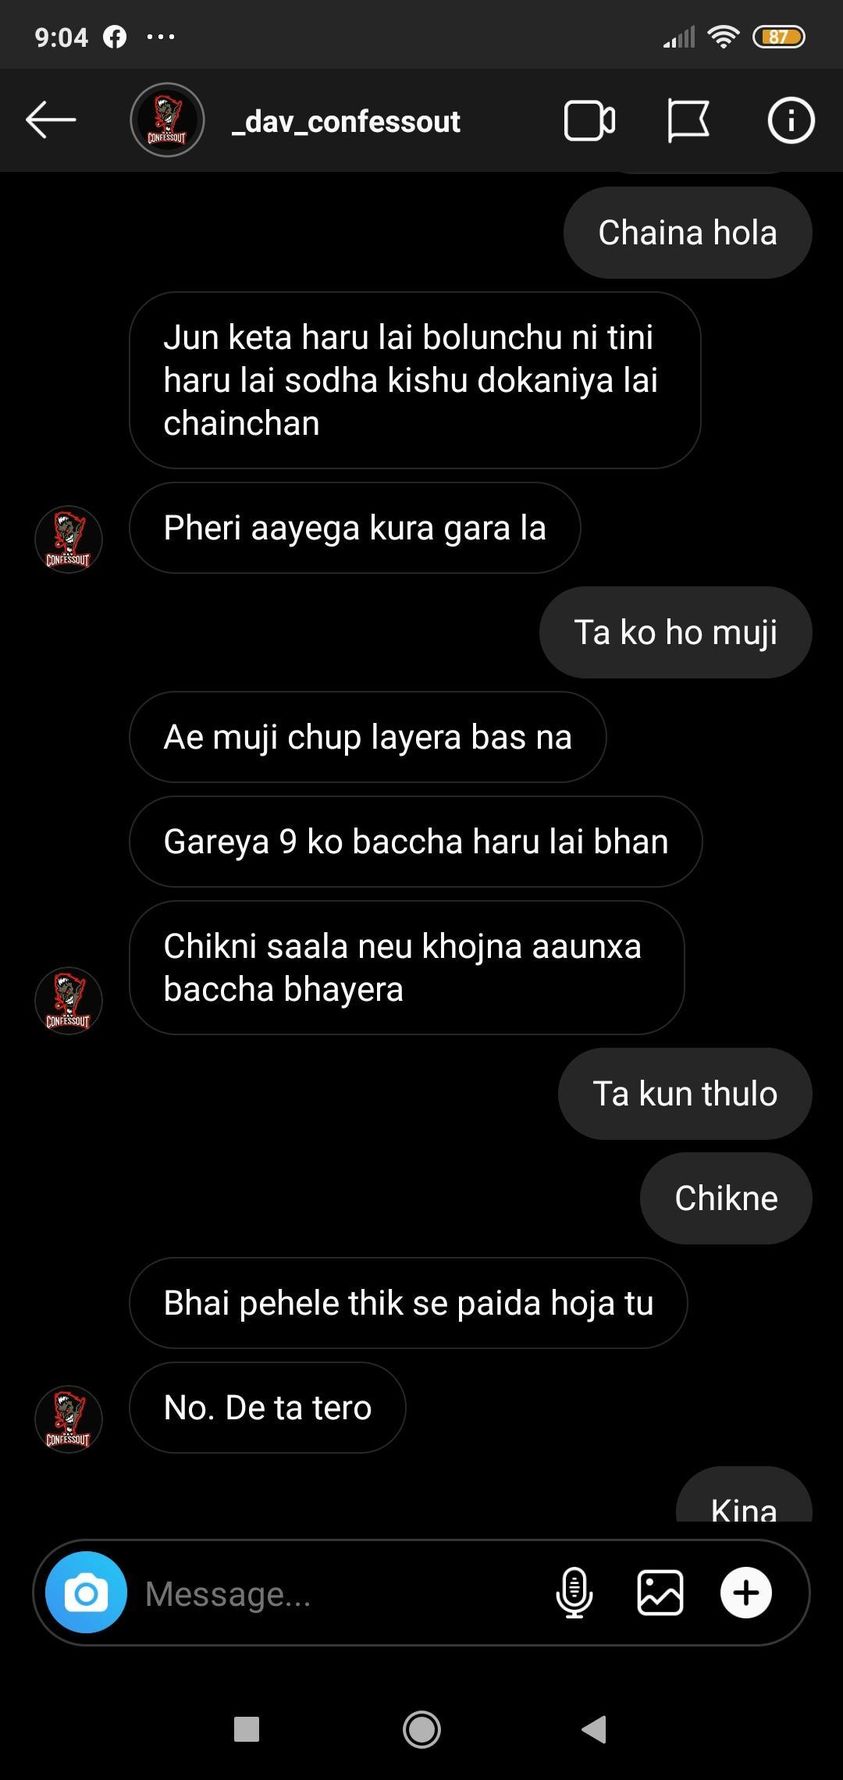 9:04
87
_dav_confessout
Chaina hola
Jun keta haru lai bolunchu ni tini
haru lai sodha kishu dokaniya lai
chainchan
Pheri aayega kura gara la
CONFESSOUT
Ta ko ho muji
Ae muji chup layera bas na
Gareya 9 ko baccha haru lai bhan
Chikni saala neu khojna aaunxa
baccha bhayera
CONFESSOUT
Ta kun thulo
Chikne
Bhai pehele thik se paida hoja tu
No. De ta tero
CONFESSOUT
Kina
Message...